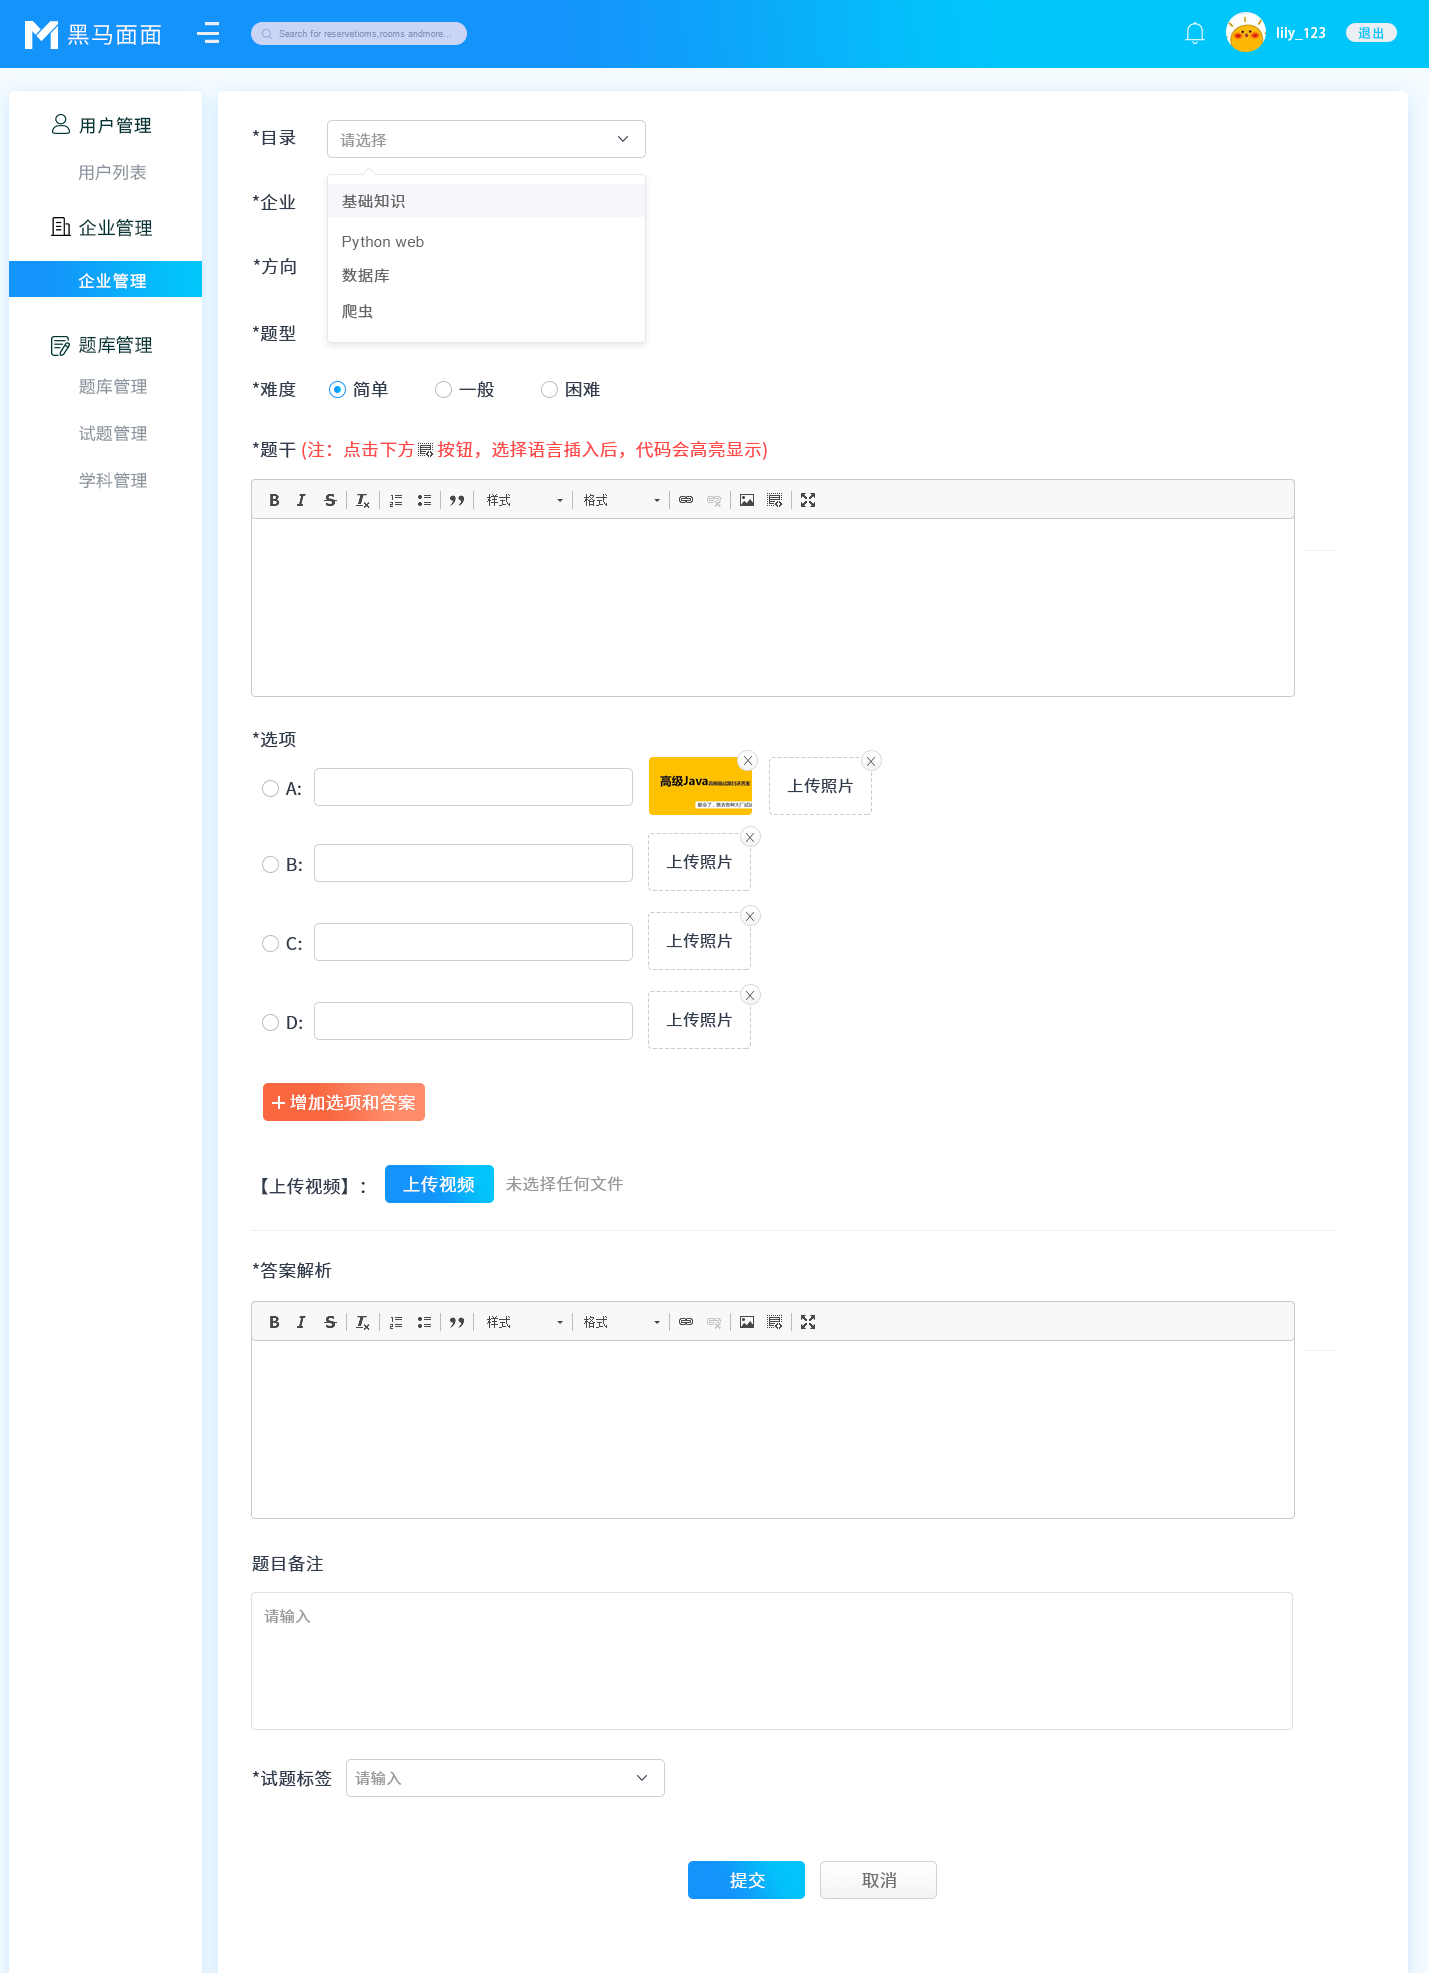 黑马面面
Search for reservetioms,rooms andmore...
lily_123
退出
用户管理
用户列表
企业管理
企业管理
题库管理
题库管理
试题管理
学科管理
*目录
请选择
基础知识
Python web
数据库
爬虫
*企业
*方向
*题型
*难度
简单
一般
困难
*题干 (注：点击下方 按钮，选择语言插入后，代码会高亮显示)
B I S Tx 样式 格式
*选项
A:
高级Java
上传照片
B:
上传照片
C:
上传照片
D:
上传照片
+ 增加选项和答案
【上传视频】：
上传视频
未选择任何文件
*答案解析
B I S Tx 样式 格式
题目备注
请输入
*试题标签
请输入
提交
取消